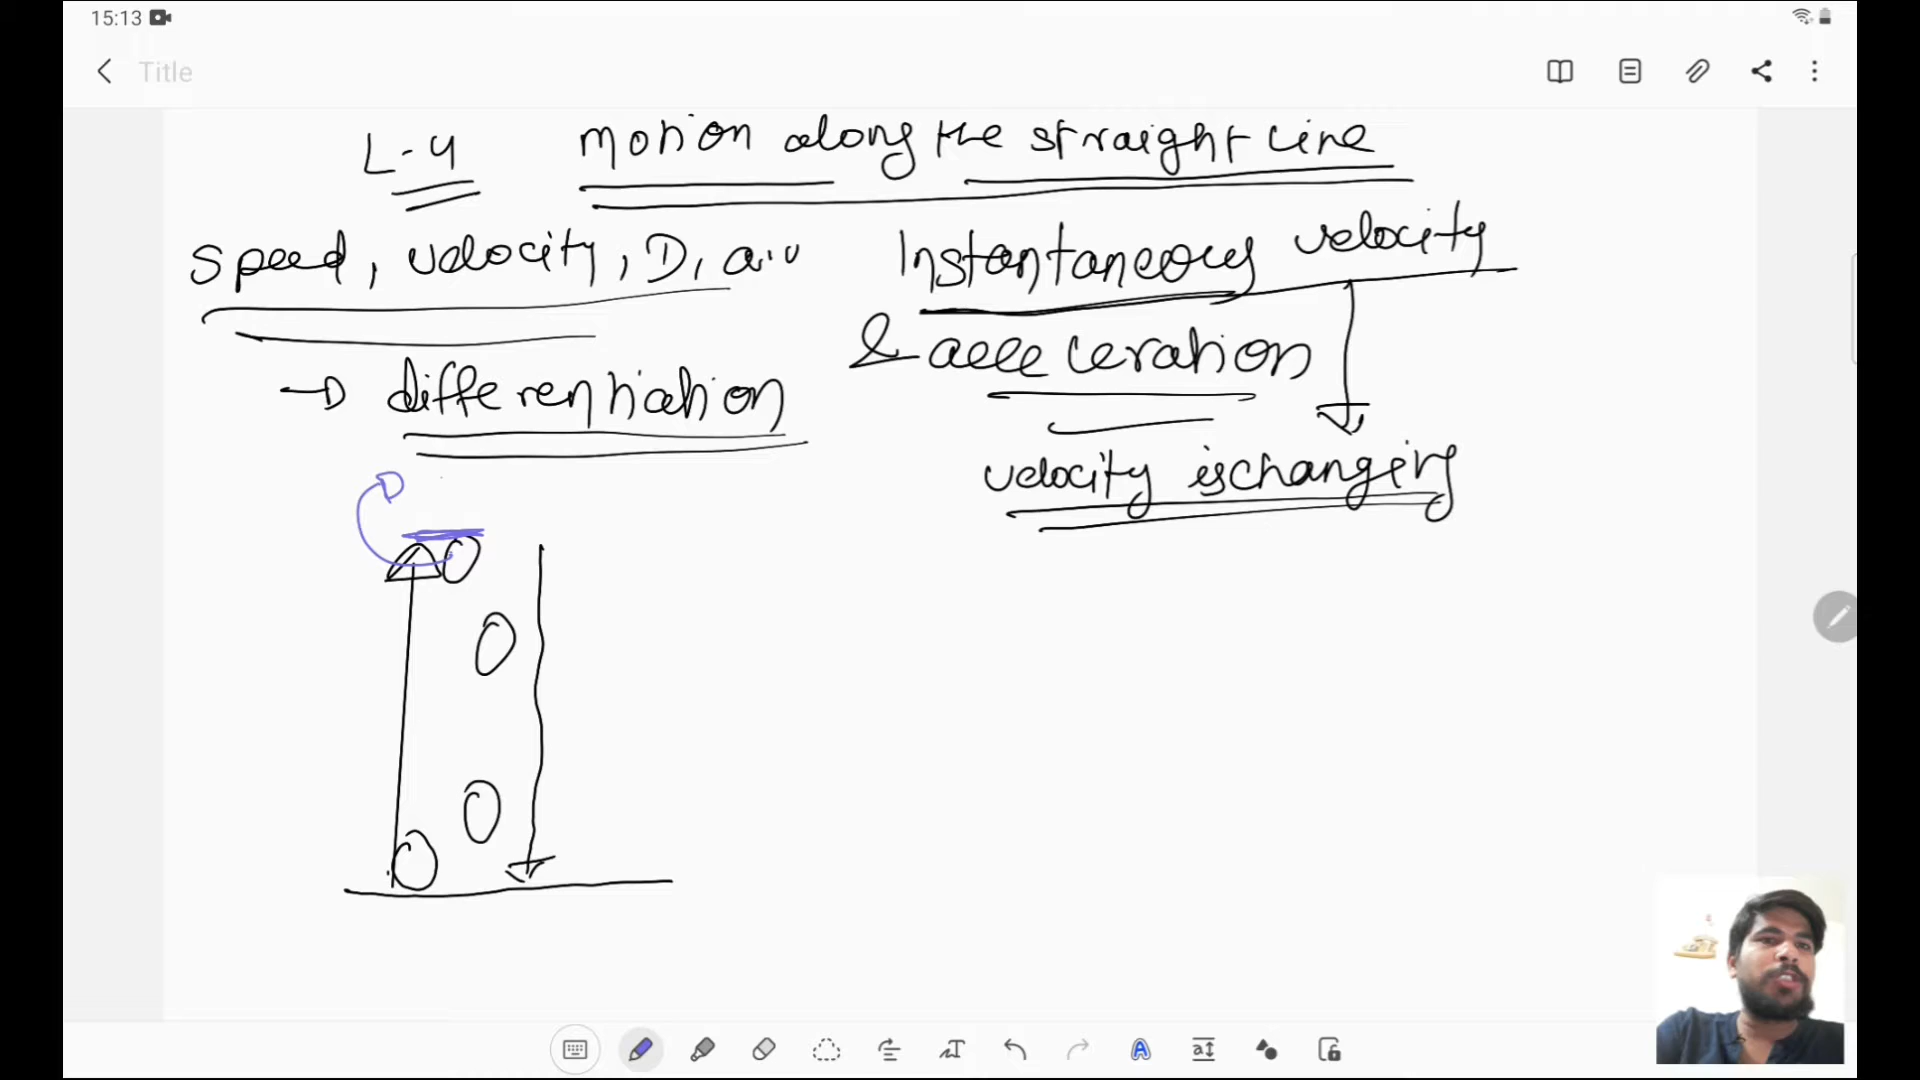 15:13
Title
L-4 motion along the straight line
speed, velocity, D, a.v Instantaneous velocity
& acceleration
→ differentiation
velocity is changing